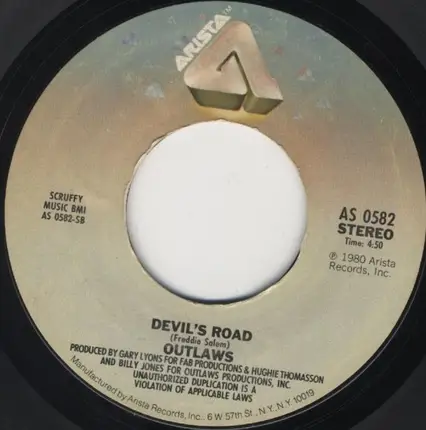 ARISTA™
SCRUFFY
MUSIC BMI
AS 0582-SB
AS 0582
STEREO
Time: 4:50
℗ 1980 Arista
Records, Inc.
DEVIL'S ROAD
(Freddie Salem)
OUTLAWS
PRODUCED BY GARY LYONS FOR FAB PRODUCTIONS & HUGHIE THOMASSON
AND BILLY JONES FOR OUTLAWS PRODUCTIONS, INC.
UNAUTHORIZED DUPLICATION IS A
VIOLATION OF APPLICABLE LAWS
Manufactured by Arista Records, Inc., 6 W 57th St., N.Y., N.Y. 10019